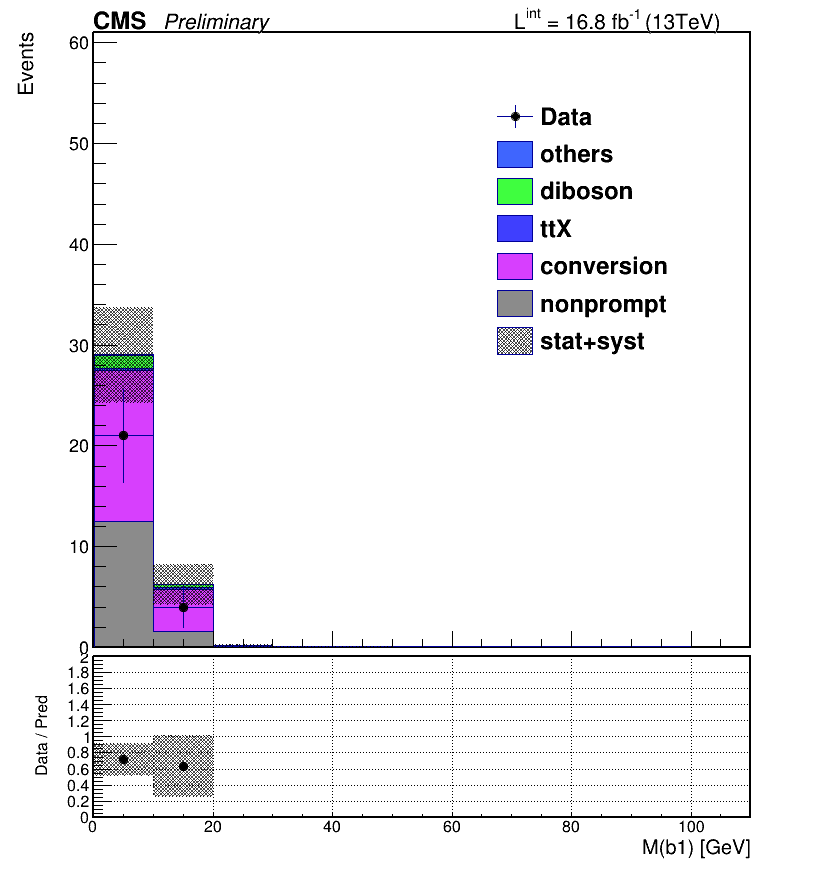 CMS Preliminary L^int = 16.8 fb^-1 (13TeV)
Events
60
50
40
30
20
10
0
Data
others
diboson
ttX
conversion
nonprompt
stat+syst
Data / Pred
2
1.8
1.6
1.4
1.2
1
0.8
0.6
0.4
0.2
0
0 20 40 60 80 100
M(b1) [GeV]